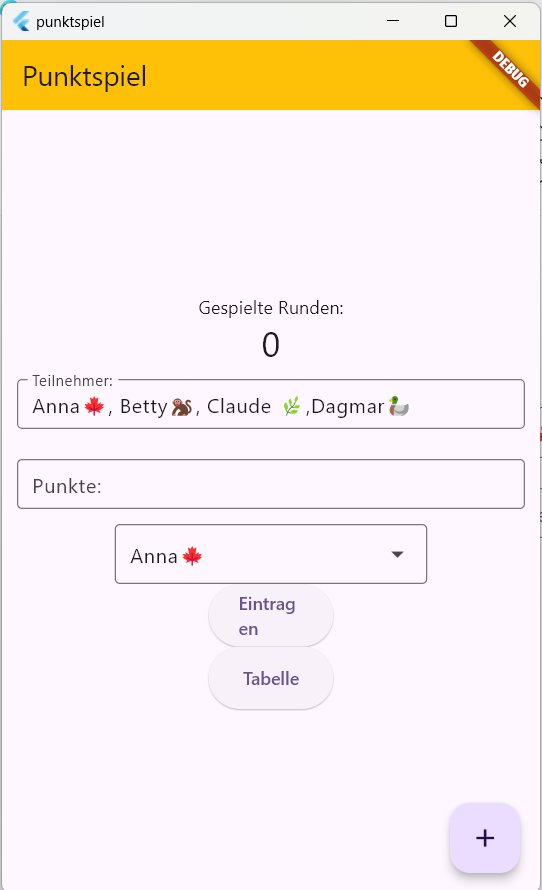 punktspiel
Punktspiel
DEBUG
Gespielte Runden:
0
Teilnehmer:
Anna🍁, Betty🐒, Claude 🌿,Dagmar🦆
Punkte:
Anna🍁
Eintrag
en
Tabelle
+